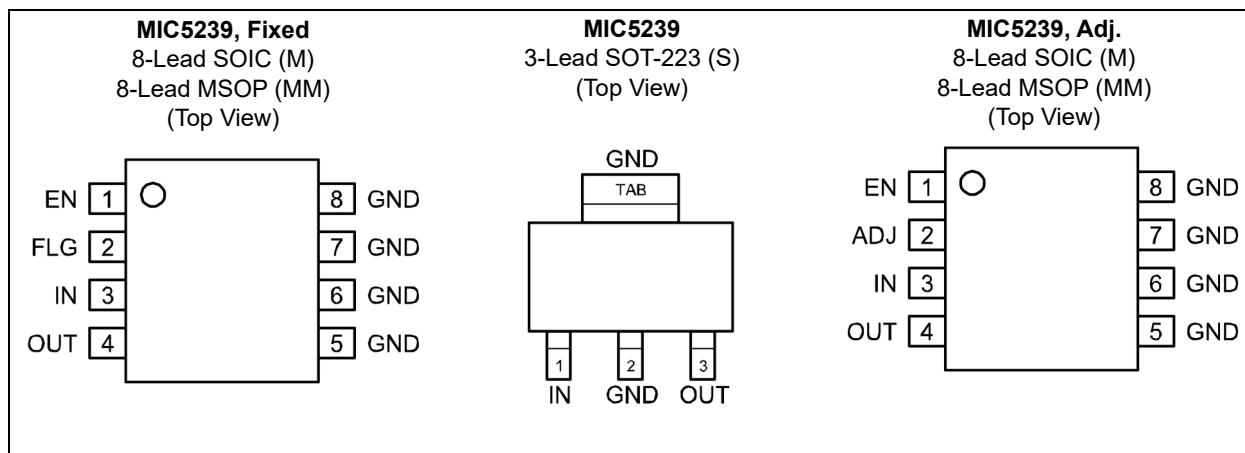 MIC5239, Fixed
8-Lead SOIC (M)
8-Lead MSOP (MM)
(Top View)
EN 1 8 GND
FLG 2 7 GND
IN 3 6 GND
OUT 4 5 GND
MIC5239
3-Lead SOT-223 (S)
(Top View)
GND
TAB
1 2 3
IN GND OUT
MIC5239, Adj.
8-Lead SOIC (M)
8-Lead MSOP (MM)
(Top View)
EN 1 8 GND
ADJ 2 7 GND
IN 3 6 GND
OUT 4 5 GND